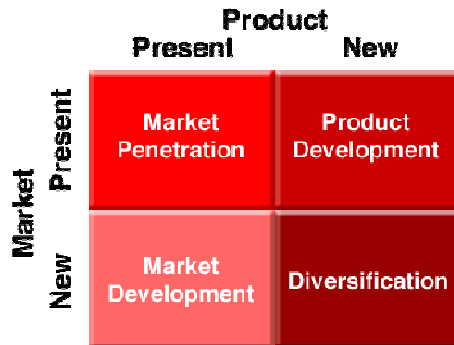 Product
Present New
Market
Present
Market
Penetration
Product
Development
New
Market
Development
Diversification